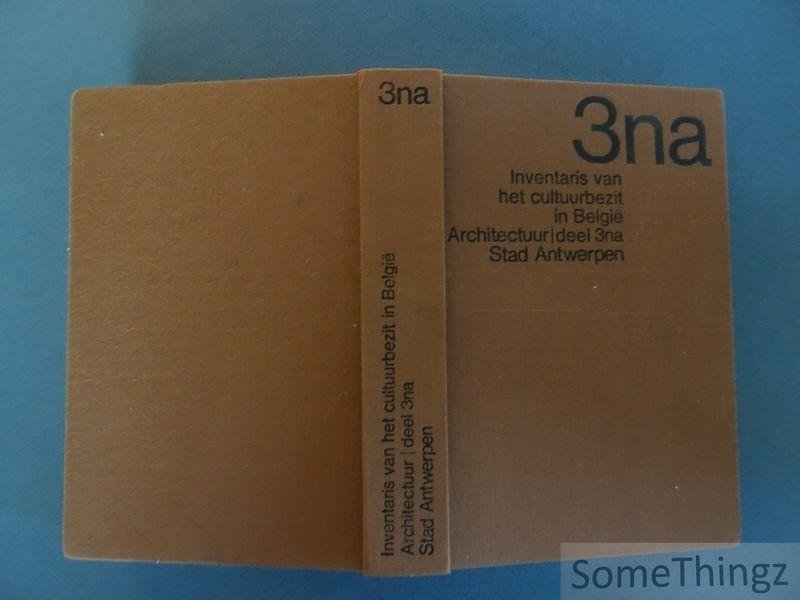 3na
Inventaris van het cultuurbezit in België
Architectuur | deel 3na
Stad Antwerpen
3na
Inventaris van
het cultuurbezit
in België
Architectuur|deel 3na
Stad Antwerpen
SomeThingz